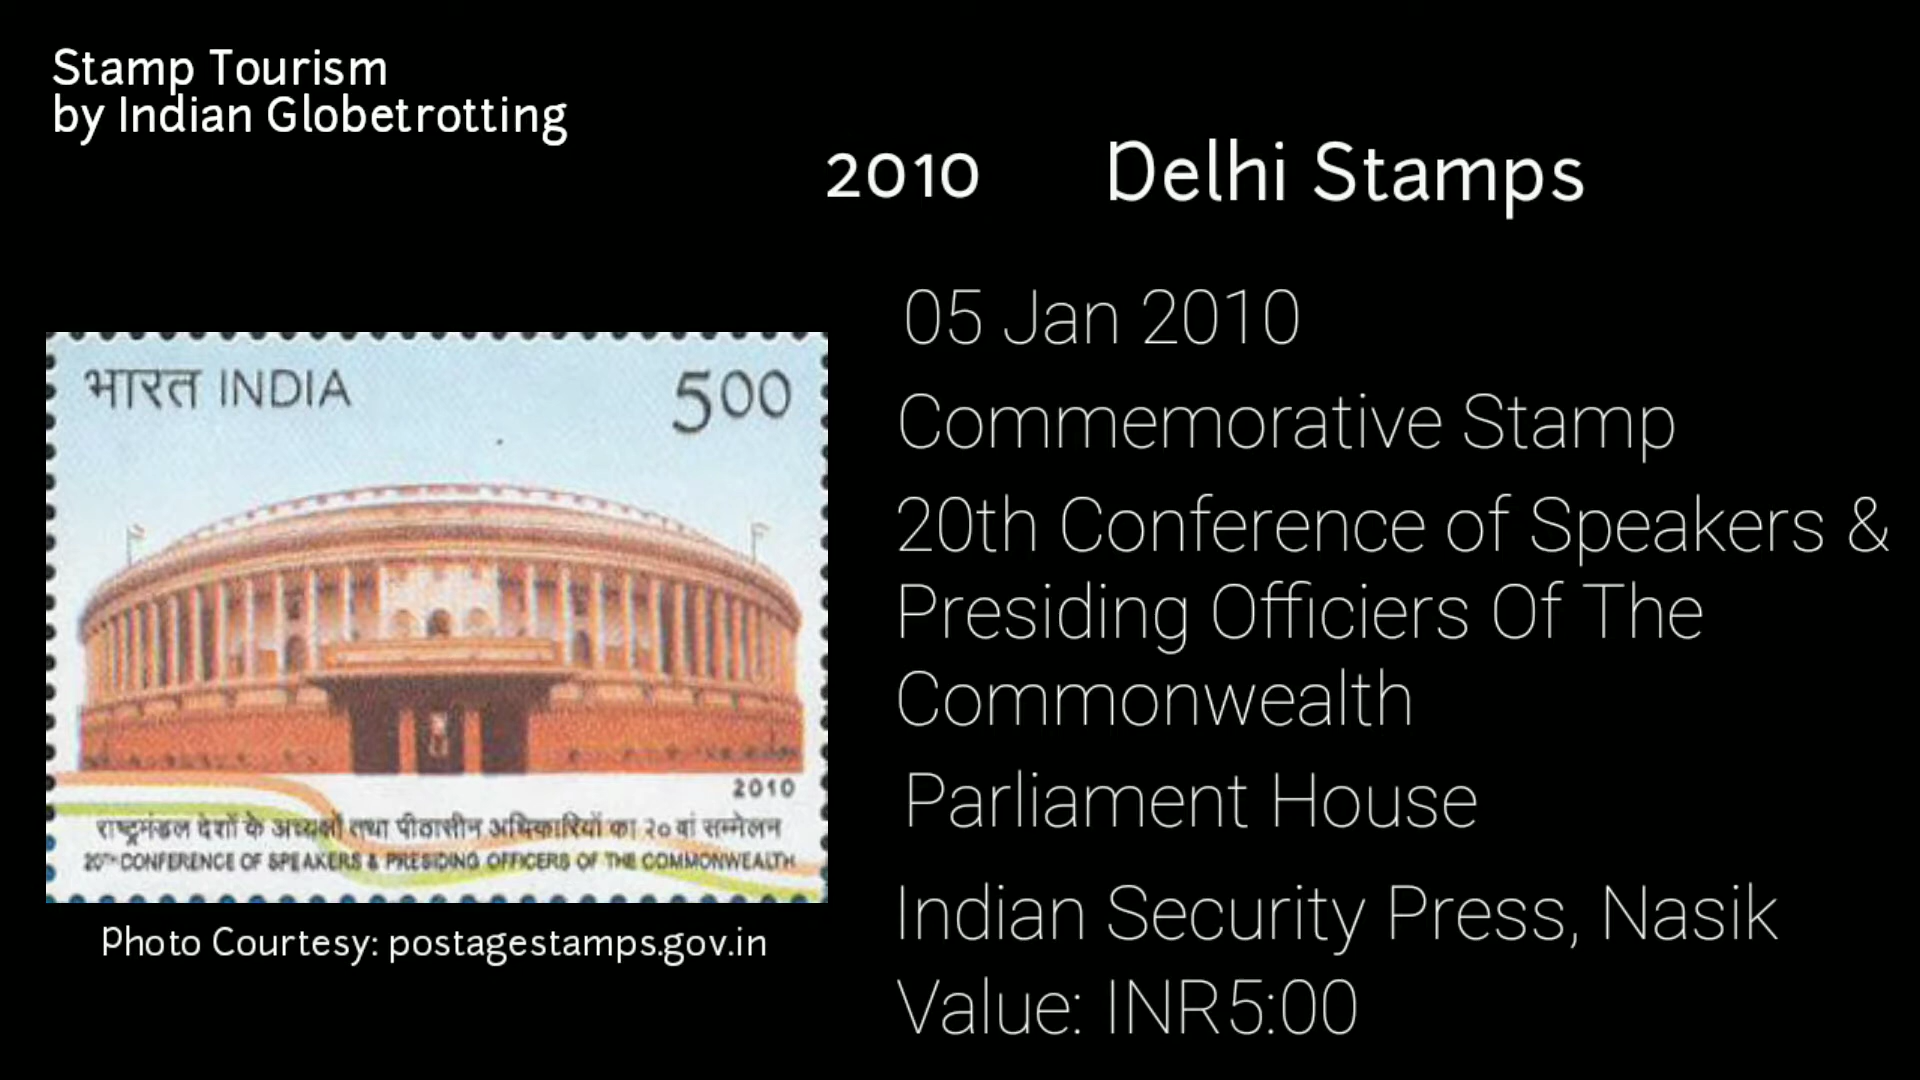 Stamp Tourism
by Indian Globetrotting
2010 Delhi Stamps
भारत INDIA 500
2010
राष्ट्रमंडल देशों के अध्यक्षों तथा पीठासीन अधिकारियों का २० वां सम्मेलन
20TH CONFERENCE OF SPEAKERS & PRESIDING OFFICERS OF THE COMMONWEALTH
Photo Courtesy: postagestamps.gov.in
05 Jan 2010
Commemorative Stamp
20th Conference of Speakers &
Presiding Officiers Of The
Commonwealth
Parliament House
Indian Security Press, Nasik
Value: INR5:00